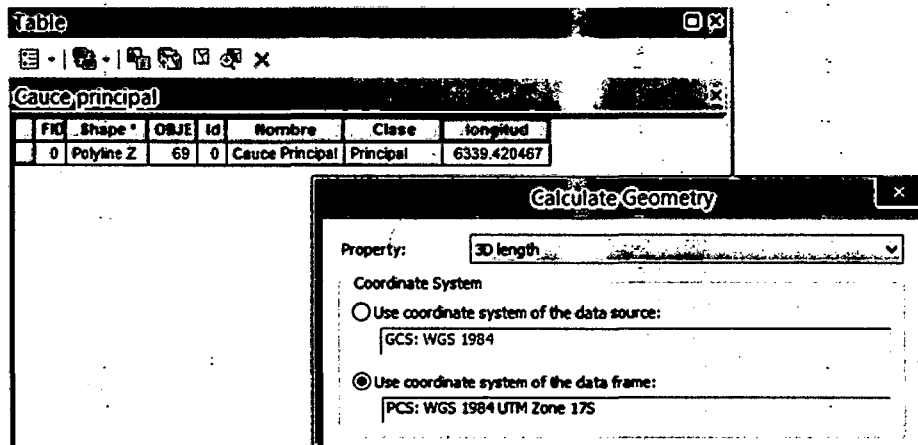 Table
Cauce principal
FID Shape * OBJE Id Nombre Clase longitud
0 Polyline Z 69 0 Cauce Principal Principal 6339.420467
Calculate Geometry
Property: 3D length
Coordinate System
Use coordinate system of the data source:
GCS: WGS 1984
Use coordinate system of the data frame:
PCS: WGS 1984 UTM Zone 17S